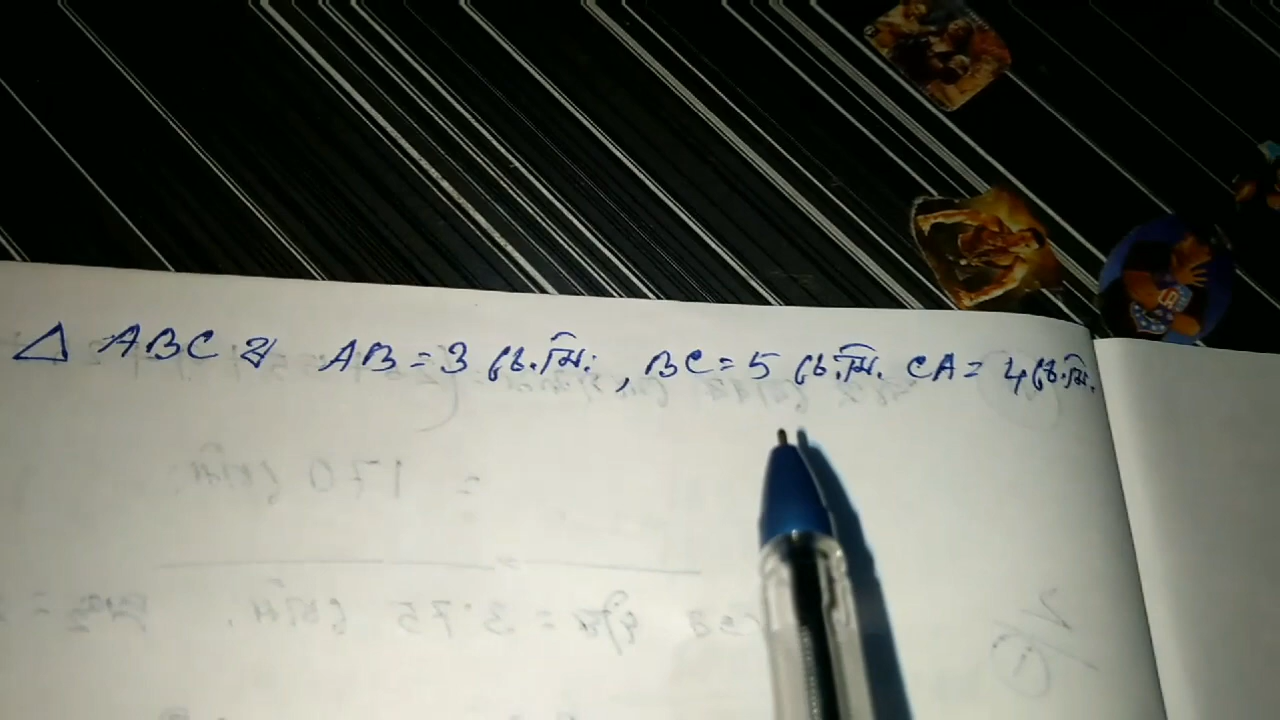 △ ABC এ AB = 3 সে.মি. , BC = 5 সে.মি. CA = 4 সে.মি.